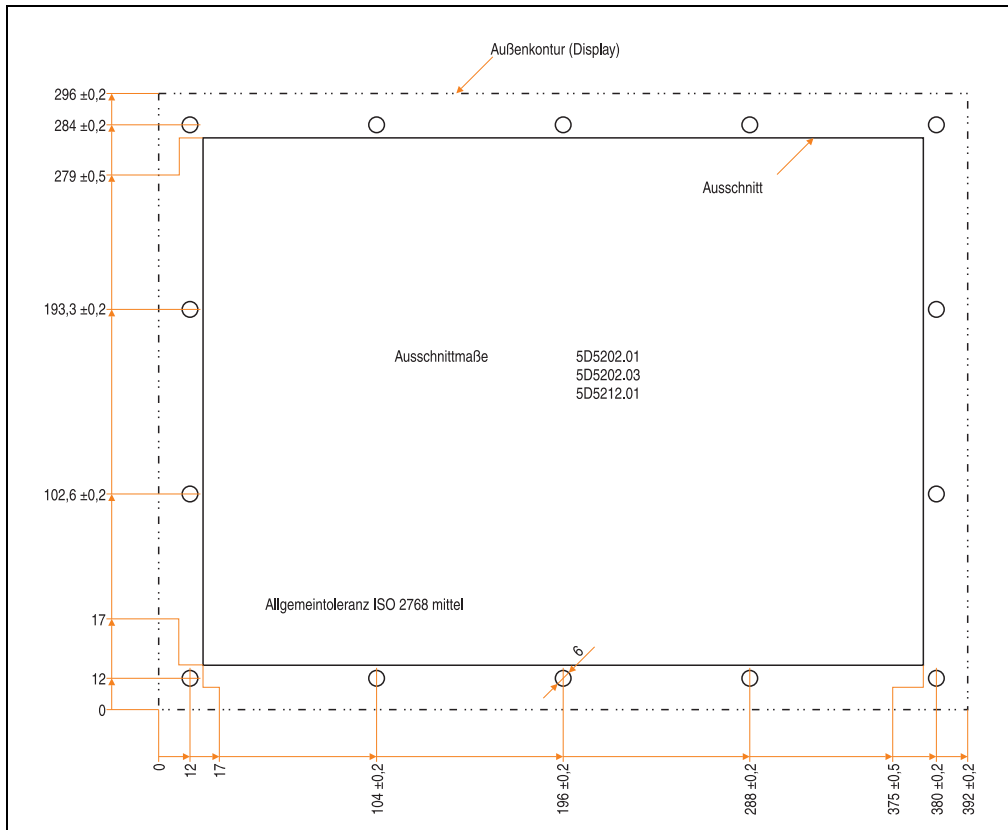 Außenkontur (Display)
296 ±0,2
284 ±0,2
279 ±0,5
Ausschnitt
193,3 ±0,2
Ausschnittmaße
5D5202.01
5D5202.03
5D5212.01
102,6 ±0,2
Allgemeintoleranz ISO 2768 mittel
17
6
12
0
0
12
17
104 ±0,2
196 ±0,2
288 ±0,2
375 ±0,5
380 ±0,2
392 ±0,2